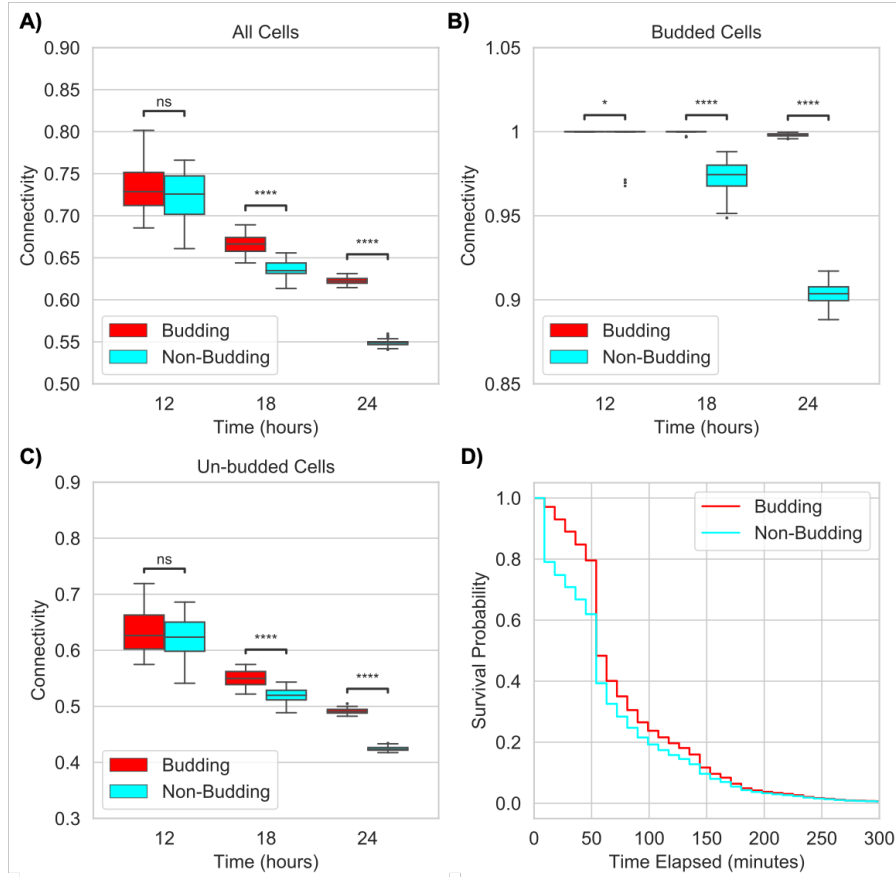 A)
All Cells
0.90
0.85
0.80
0.75
0.70
0.65
0.60
0.55
0.50
Connectivity
ns
****
****
Budding
Non-Budding
12
18
24
Time (hours)
B)
Budded Cells
1.05
1
0.95
0.9
0.85
Connectivity
*
****
****
Budding
Non-Budding
12
18
24
Time (hours)
C)
Un-budded Cells
0.9
0.8
0.7
0.6
0.5
0.4
0.3
Connectivity
ns
****
****
Budding
Non-Budding
12
18
24
Time (hours)
D)
1.0
0.8
0.6
0.4
0.2
0.0
Survival Probability
Budding
Non-Budding
0
50
100
150
200
250
300
Time Elapsed (minutes)